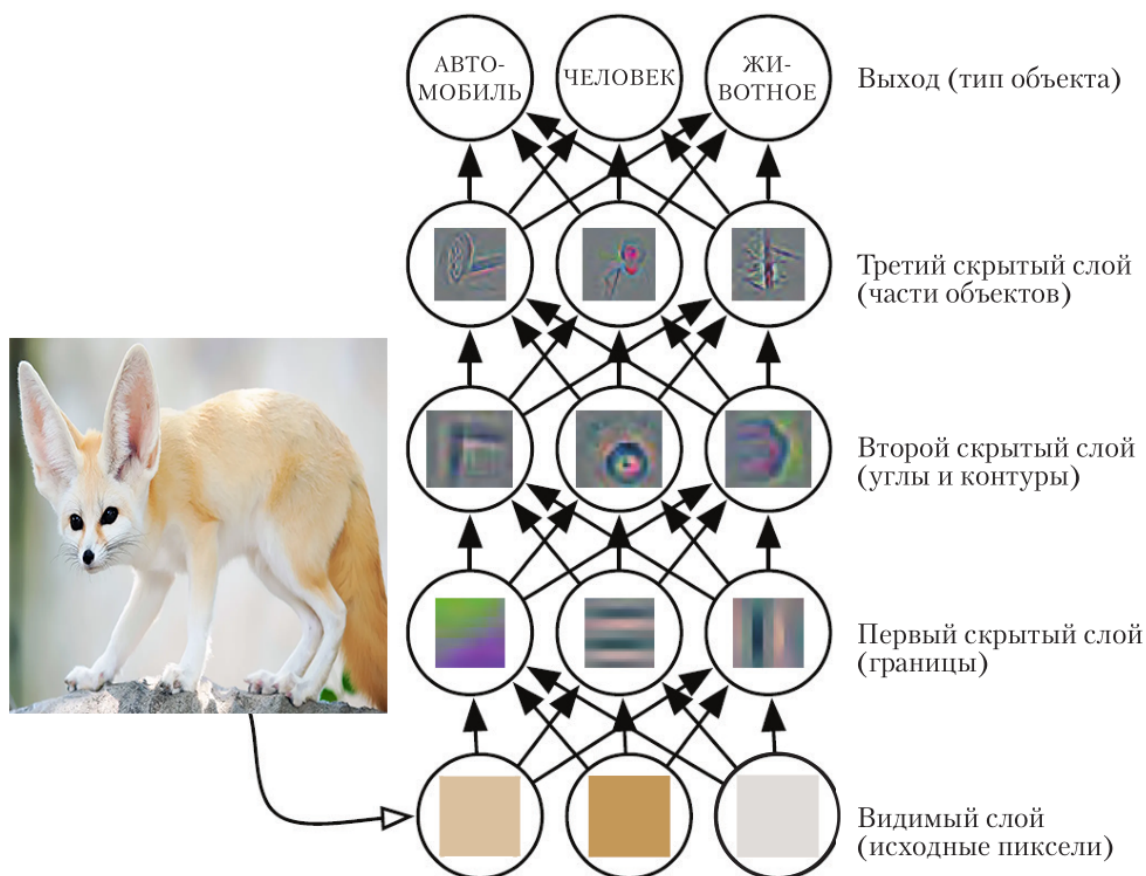 АВТО-
МОБИЛЬ
ЧЕЛОВЕК
ЖИ-
ВОТНОЕ
Выход (тип объекта)
Третий скрытый слой
(части объектов)
Второй скрытый слой
(углы и контуры)
Первый скрытый слой
(границы)
Видимый слой
(исходные пиксели)